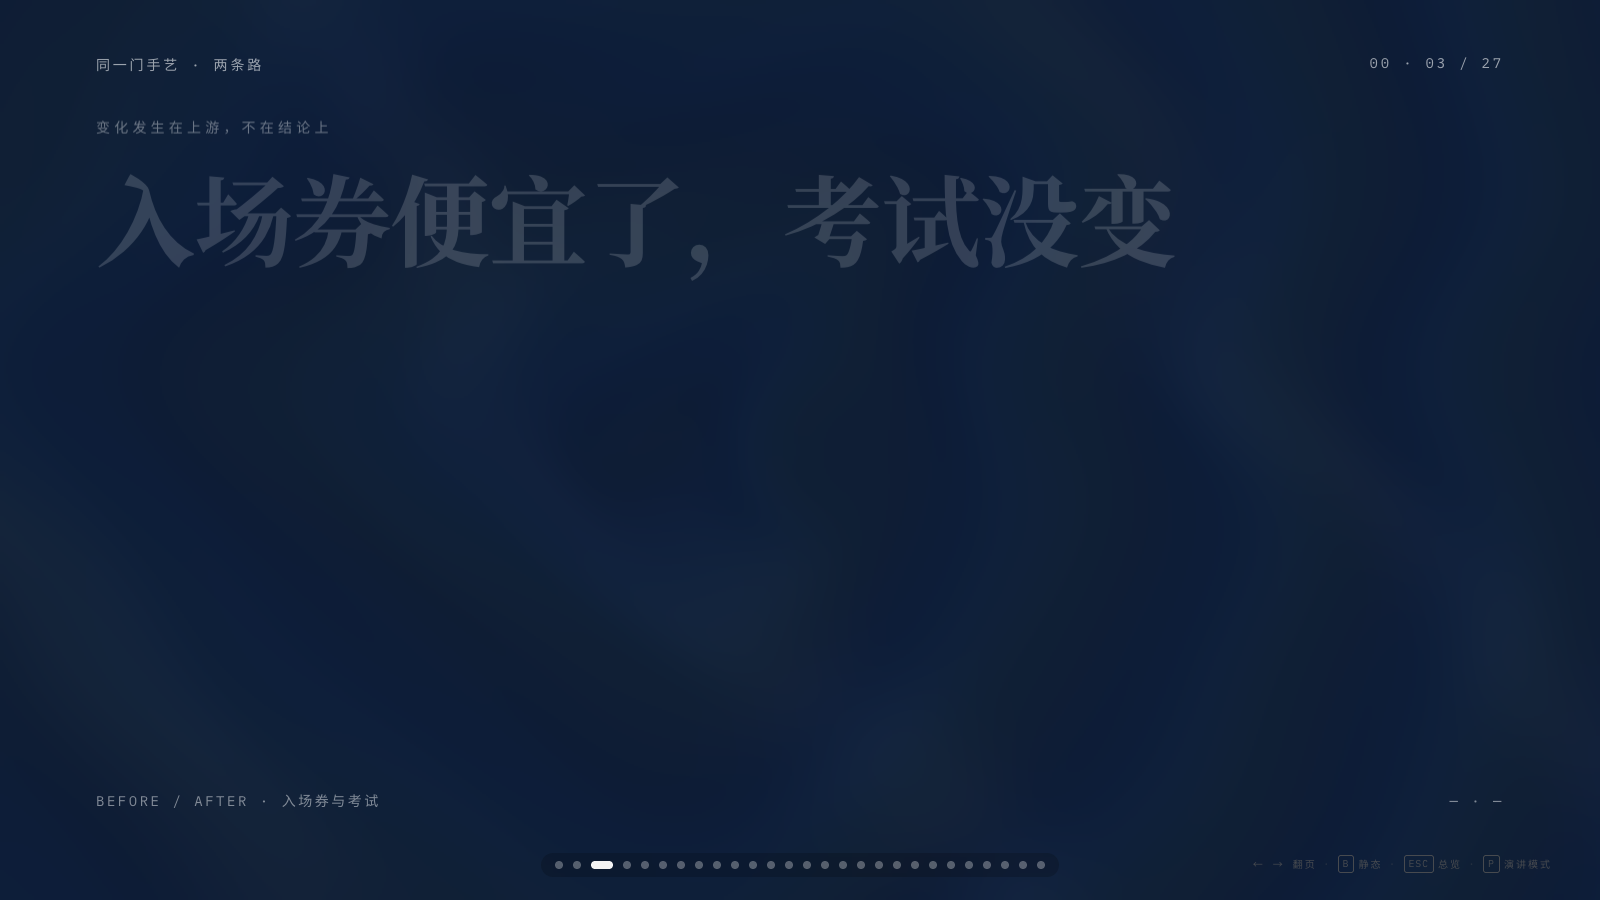 同一门手艺 · 两条路
00 · 03 / 27
变化发生在上游，不在结论上
入场券便宜了，考试没变
BEFORE / AFTER · 入场券与考试
— · —
← → 翻页 · B 静态 · ESC 总览 · P 演讲模式